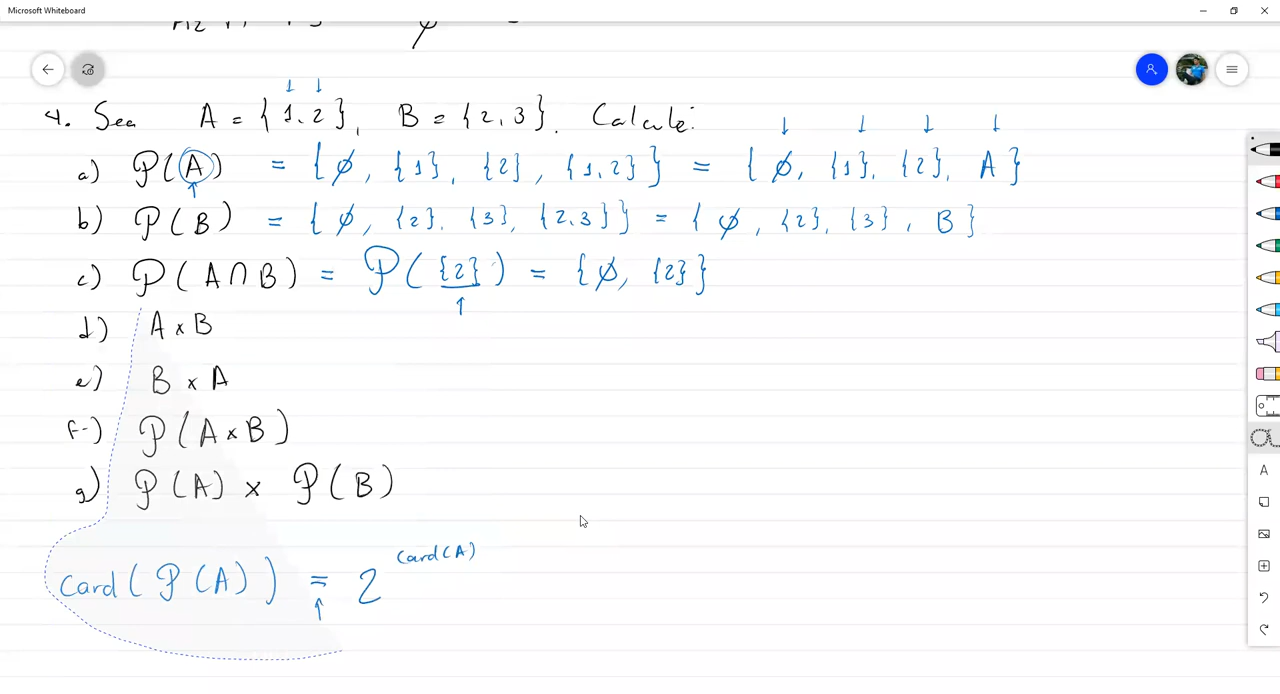 Microsoft Whiteboard
4. Sea A = {1, 2}, B = {2, 3}. Calcule:
a) P(A) = {∅, {1}, {2}, {1, 2}} = {∅, {1}, {2}, A}
b) P(B) = {∅, {2}, {3}, {2, 3}} = {∅, {2}, {3}, B}
c) P(A ∩ B) = P({2}) = {∅, {2}}
d) A × B
e) B × A
f) P(A × B)
g) P(A) × P(B)
Card(P(A)) = 2^Card(A)
A